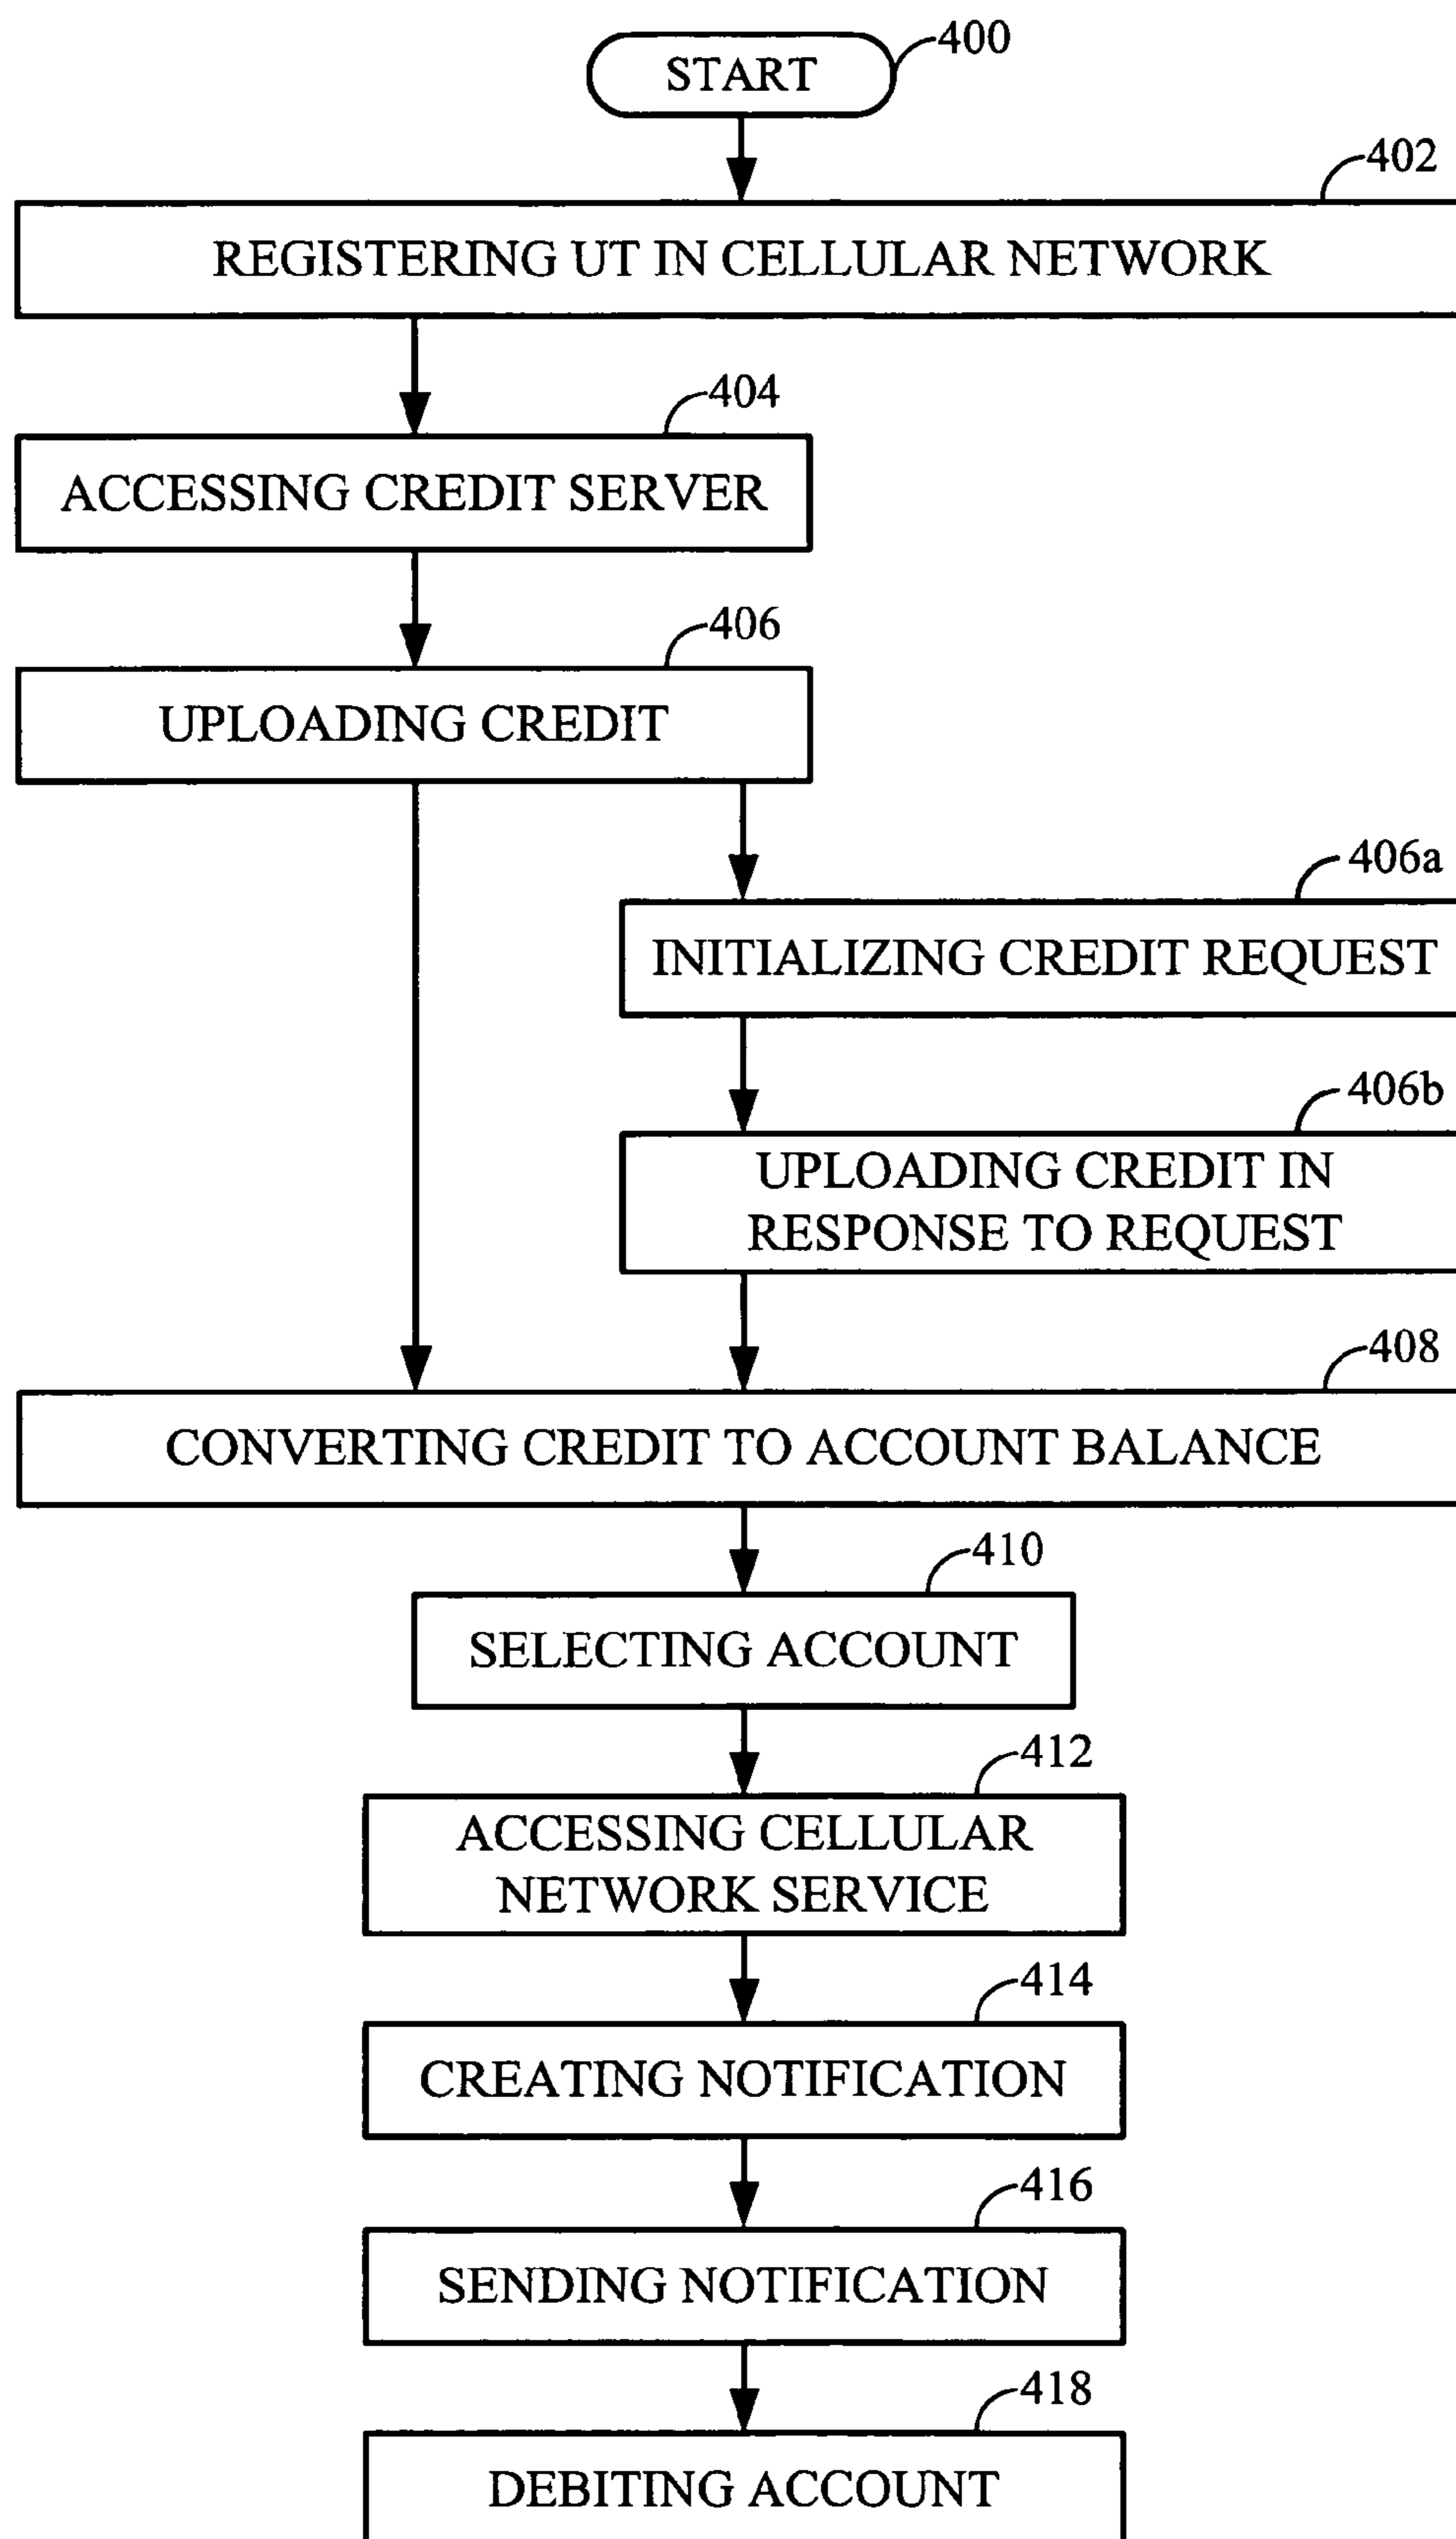 400
START
402
REGISTERING UT IN CELLULAR NETWORK
404
ACCESSING CREDIT SERVER
406
UPLOADING CREDIT
406a
INITIALIZING CREDIT REQUEST
406b
UPLOADING CREDIT IN
RESPONSE TO REQUEST
408
CONVERTING CREDIT TO ACCOUNT BALANCE
410
SELECTING ACCOUNT
412
ACCESSING CELLULAR
NETWORK SERVICE
414
CREATING NOTIFICATION
416
SENDING NOTIFICATION
418
DEBITING ACCOUNT